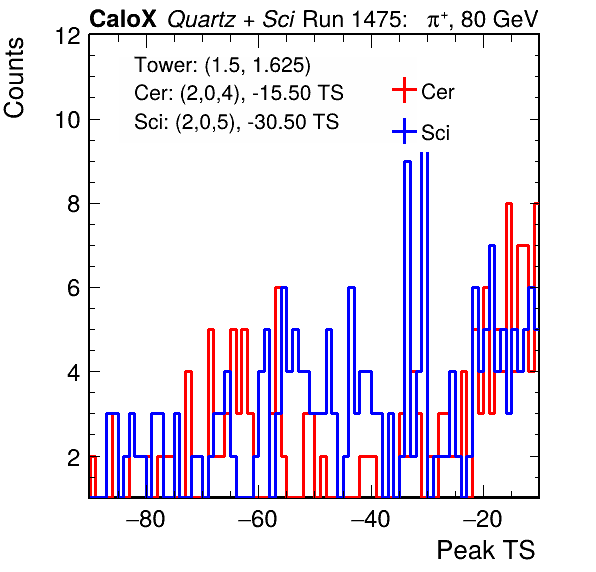 CaloX Quartz + Sci Run 1475: π⁺, 80 GeV
Counts
12
10
8
6
4
2
Tower: (1.5, 1.625)
Cer: (2,0,4), -15.50 TS
Sci: (2,0,5), -30.50 TS
Cer
Sci
−80 −60 −40 −20
Peak TS